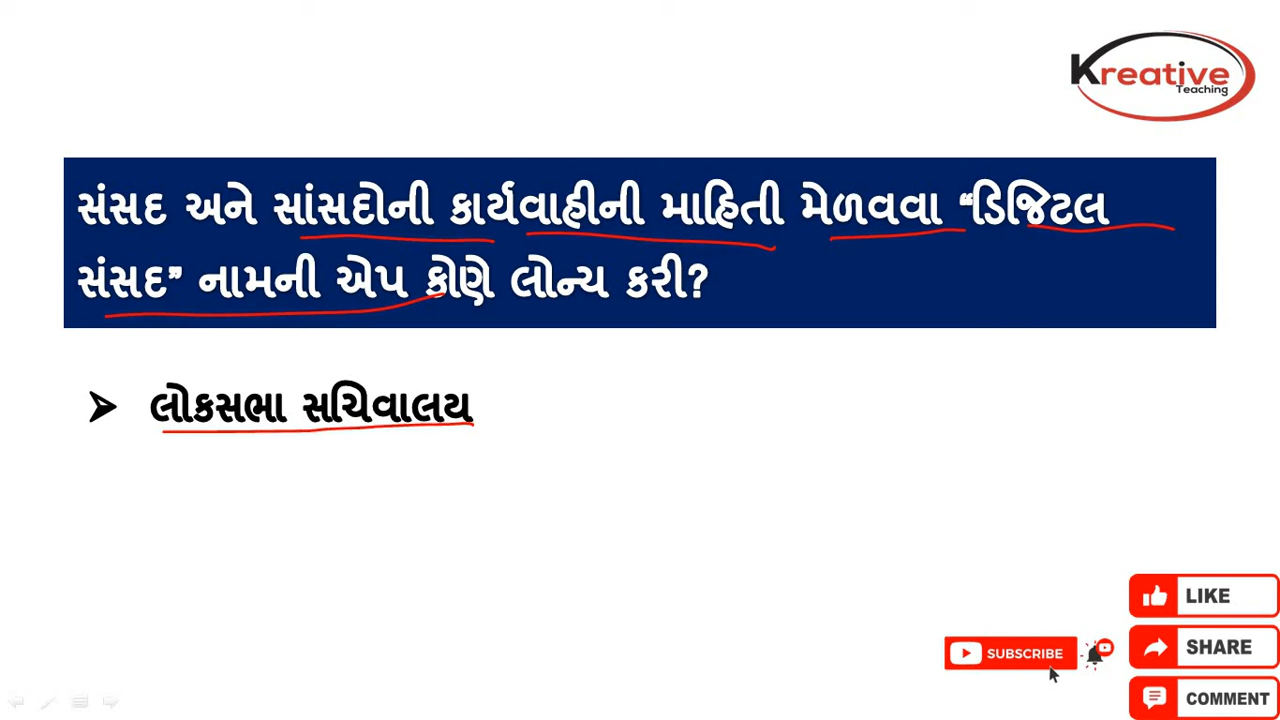 Kreative
Teaching
સંસદ અને સાંસદોની કાર્યવાહીની માહિતી મેળવવા “ડિજિટલ
સંસદ” નામની એપ કોણે લોન્ચ કરી?
➢ લોકસભા સચિવાલય
LIKE
SUBSCRIBE
SHARE
COMMENT